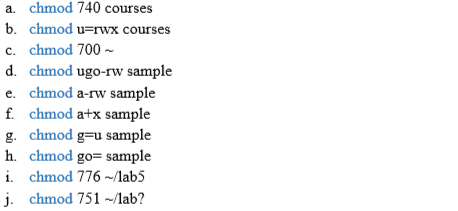 a. chmod 740 courses
b. chmod u=rwx courses
c. chmod 700 ~
d. chmod ugo-rw sample
e. chmod a-rw sample
f. chmod a+x sample
g. chmod g=u sample
h. chmod go= sample
i. chmod 776 ~/lab5
j. chmod 751 ~/lab?